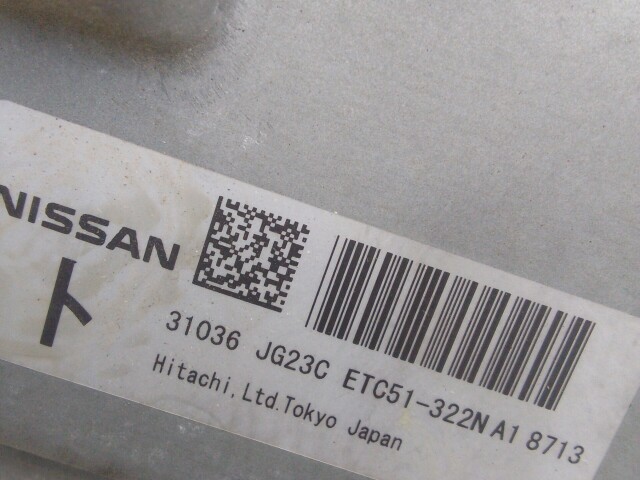 NISSAN
ト
31036 JG23C ETC51-322N A1 8713
Hitachi,Ltd.Tokyo Japan